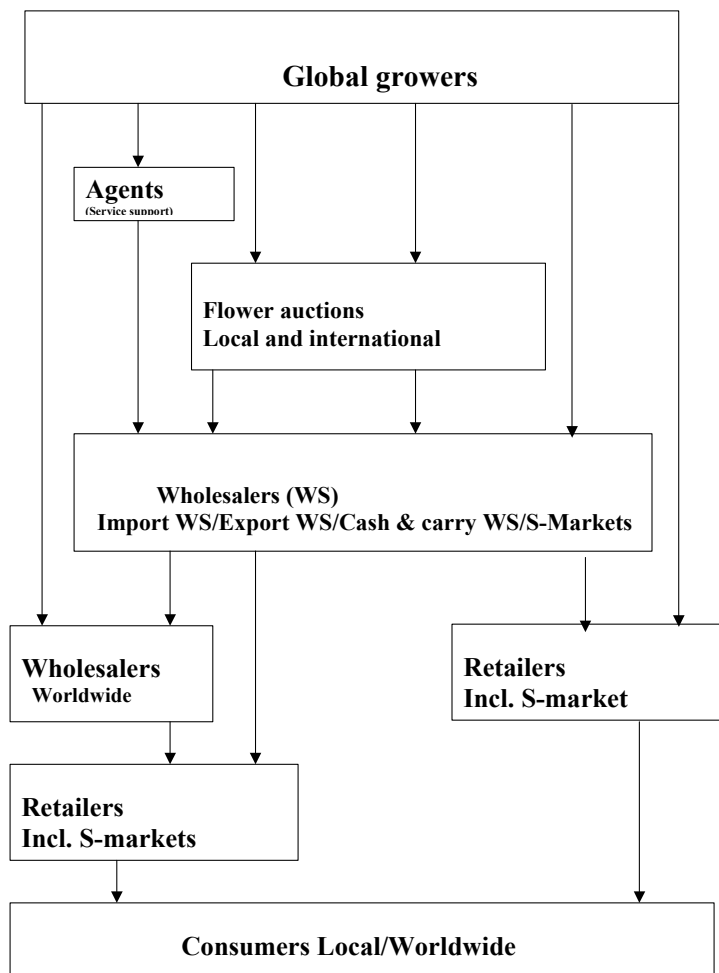 Global growers
Agents
(Service support)
Flower auctions
Local and international
Wholesalers (WS)
Import WS/Export WS/Cash & carry WS/S-Markets
Wholesalers
Worldwide
Retailers
Incl. S-market
Retailers
Incl. S-markets
Consumers Local/Worldwide